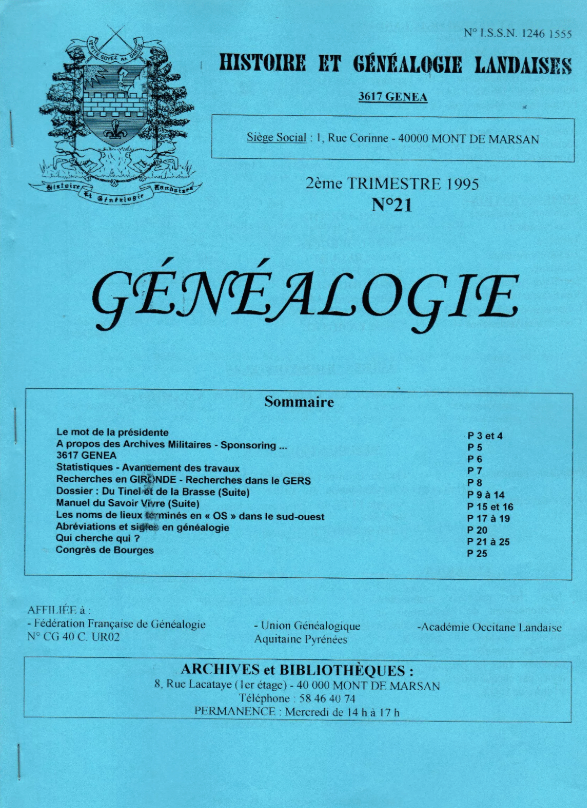 N° I.S.S.N. 1246 1555
HISTOIRE ET GÉNÉALOGIE LANDAISES
3617 GENEA
Siège Social : 1, Rue Corinne - 40000 MONT DE MARSAN
Histoire Et Généalogie Landaises
2ème TRIMESTRE 1995
N°21
GÉNÉALOGIE
Sommaire
Le mot de la présidente P 3 et 4
A propos des Archives Militaires - Sponsoring ... P 5
3617 GENEA P 6
Statistiques - Avancement des travaux P 7
Recherches en GIRONDE - Recherches dans le GERS P 8
Dossier : Du Tinel et de la Brasse (Suite) P 9 à 14
Manuel du Savoir Vivre (Suite) P 15 et 16
Les noms de lieux terminés en « OS » dans le sud-ouest P 17 à 19
Abréviations et sigles en généalogie P 20
Qui cherche qui ? P 21 à 25
Congrès de Bourges P 25
AFFILIÉE à :
- Fédération Française de Généalogie
N° CG 40 C. UR02
- Union Généalogique
Aquitaine Pyrénées
-Académie Occitane Landaise
ARCHIVES et BIBLIOTHÈQUES :
8, Rue Lacataye (1er étage) - 40 000 MONT DE MARSAN
Téléphone : 58 46 40 74
PERMANENCE : Mercredi de 14 h à 17 h